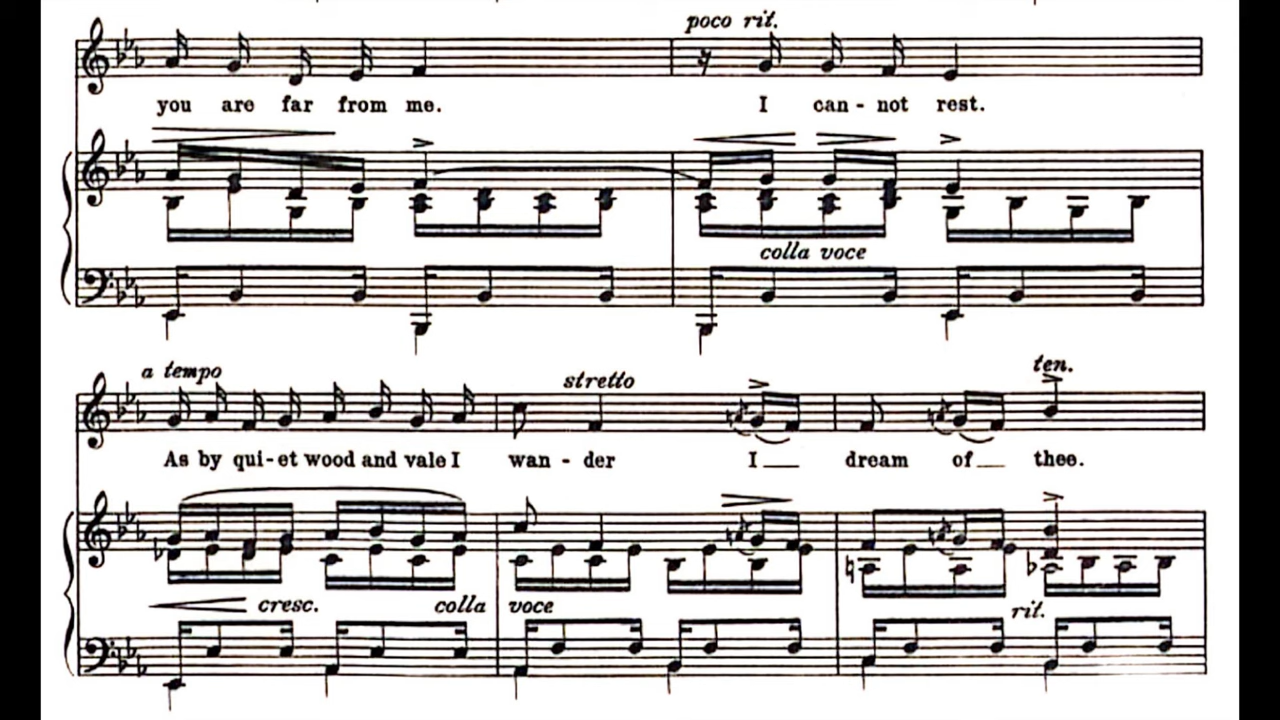 poco rit.
you are far from me. I can - not rest.
colla voce
a tempo stretto ten.
As by qui - et wood and vale I wan - der I dream of thee.
cresc. colla voce rit.